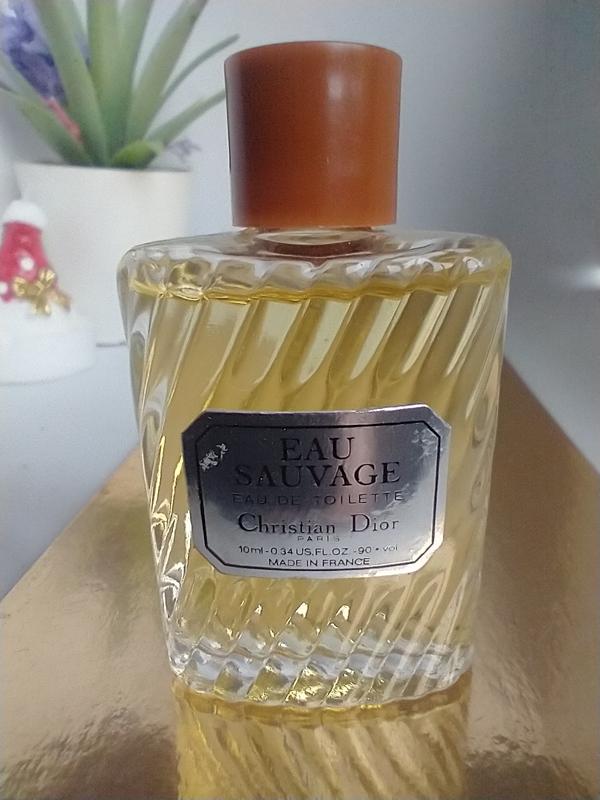 EAU
SAUVAGE
EAU DE TOILETTE
Christian Dior
PARIS
10ml-0.34 US.FL.OZ -90° vol
MADE IN FRANCE